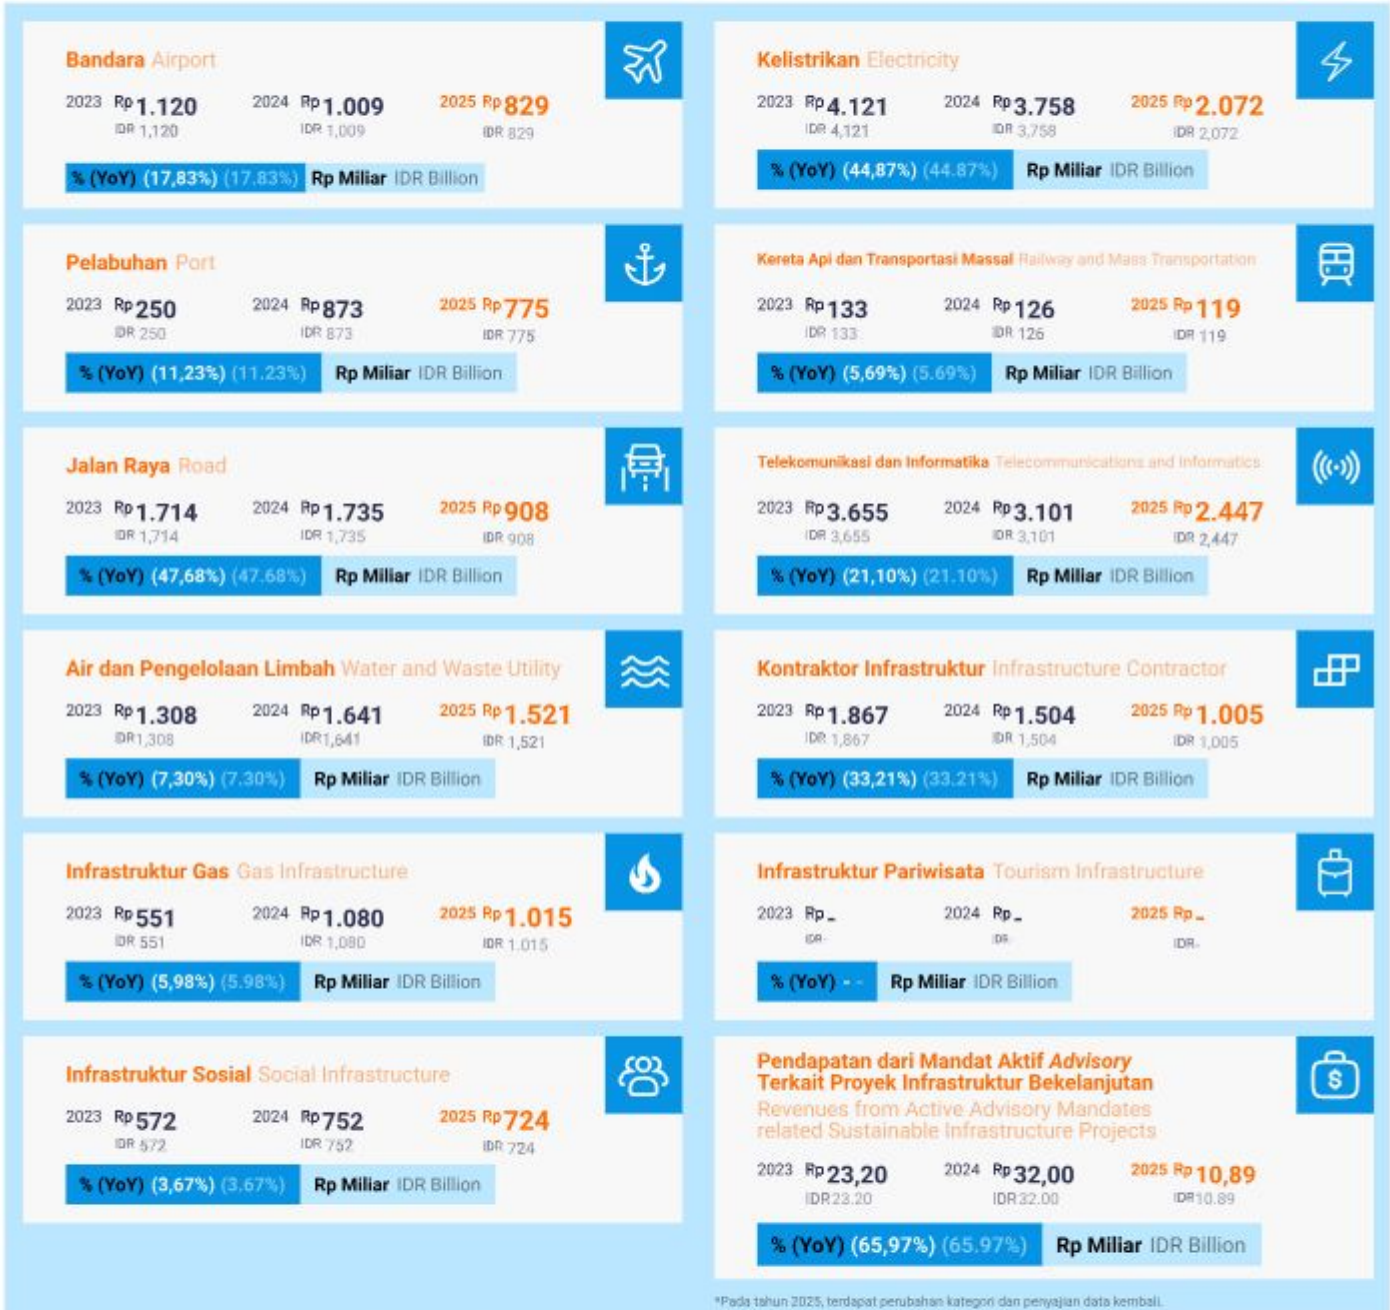 Bandara Airport
2023 Rp1.120 2024 Rp1.009 2025 Rp829
IDR 1,120 IDR 1,009 IDR 829
% (YoY) (17,83%) (17.83%) Rp Miliar IDR Billion
Pelabuhan Port
2023 Rp250 2024 Rp873 2025 Rp775
IDR 250 IDR 873 IDR 775
% (YoY) (11,23%) (11.23%) Rp Miliar IDR Billion
Jalan Raya Road
2023 Rp1.714 2024 Rp1.735 2025 Rp908
IDR 1,714 IDR 1,735 IDR 908
% (YoY) (47,68%) (47.68%) Rp Miliar IDR Billion
Air dan Pengelolaan Limbah Water and Waste Utility
2023 Rp1.308 2024 Rp1.641 2025 Rp1.521
IDR1,308 IDR1,641 IDR 1,521
% (YoY) (7,30%) (7.30%) Rp Miliar IDR Billion
Infrastruktur Gas Gas Infrastructure
2023 Rp551 2024 Rp1.080 2025 Rp1.015
IDR 551 IDR 1,080 IDR 1.015
% (YoY) (5,98%) (5.98%) Rp Miliar IDR Billion
Infrastruktur Sosial Social Infrastructure
2023 Rp572 2024 Rp752 2025 Rp724
IDR 572 IDR 752 IDR 724
% (YoY) (3,67%) (3.67%) Rp Miliar IDR Billion
Kelistrikan Electricity
2023 Rp4.121 2024 Rp3.758 2025 Rp2.072
IDR 4,121 IDR 3,758 IDR 2,072
% (YoY) (44,87%) (44.87%) Rp Miliar IDR Billion
Kereta Api dan Transportasi Massal Railway and Mass Transportation
2023 Rp133 2024 Rp126 2025 Rp119
IDR 133 IDR 126 IDR 119
% (YoY) (5,69%) (5.69%) Rp Miliar IDR Billion
Telekomunikasi dan Informatika Telecommunications and Informatics
2023 Rp3.655 2024 Rp3.101 2025 Rp2.447
IDR 3,655 IDR 3,101 IDR 2,447
% (YoY) (21,10%) (21.10%) Rp Miliar IDR Billion
Kontraktor Infrastruktur Infrastructure Contractor
2023 Rp1.867 2024 Rp1.504 2025 Rp1.005
IDR 1,867 IDR 1,504 IDR 1,005
% (YoY) (33,21%) (33.21%) Rp Miliar IDR Billion
Infrastruktur Pariwisata Tourism Infrastructure
2023 Rp- 2024 Rp- 2025 Rp-
IDR- IDR- IDR-
% (YoY) - - Rp Miliar IDR Billion
Pendapatan dari Mandat Aktif Advisory
Terkait Proyek Infrastruktur Bekelanjutan
Revenues from Active Advisory Mandates
related Sustainable Infrastructure Projects
2023 Rp23,20 2024 Rp32,00 2025 Rp10,89
IDR23.20 IDR32.00 IDR10.89
% (YoY) (65,97%) (65.97%) Rp Miliar IDR Billion
*Pada tahun 2025, terdapat perubahan kategori dan penyajian data kembali.